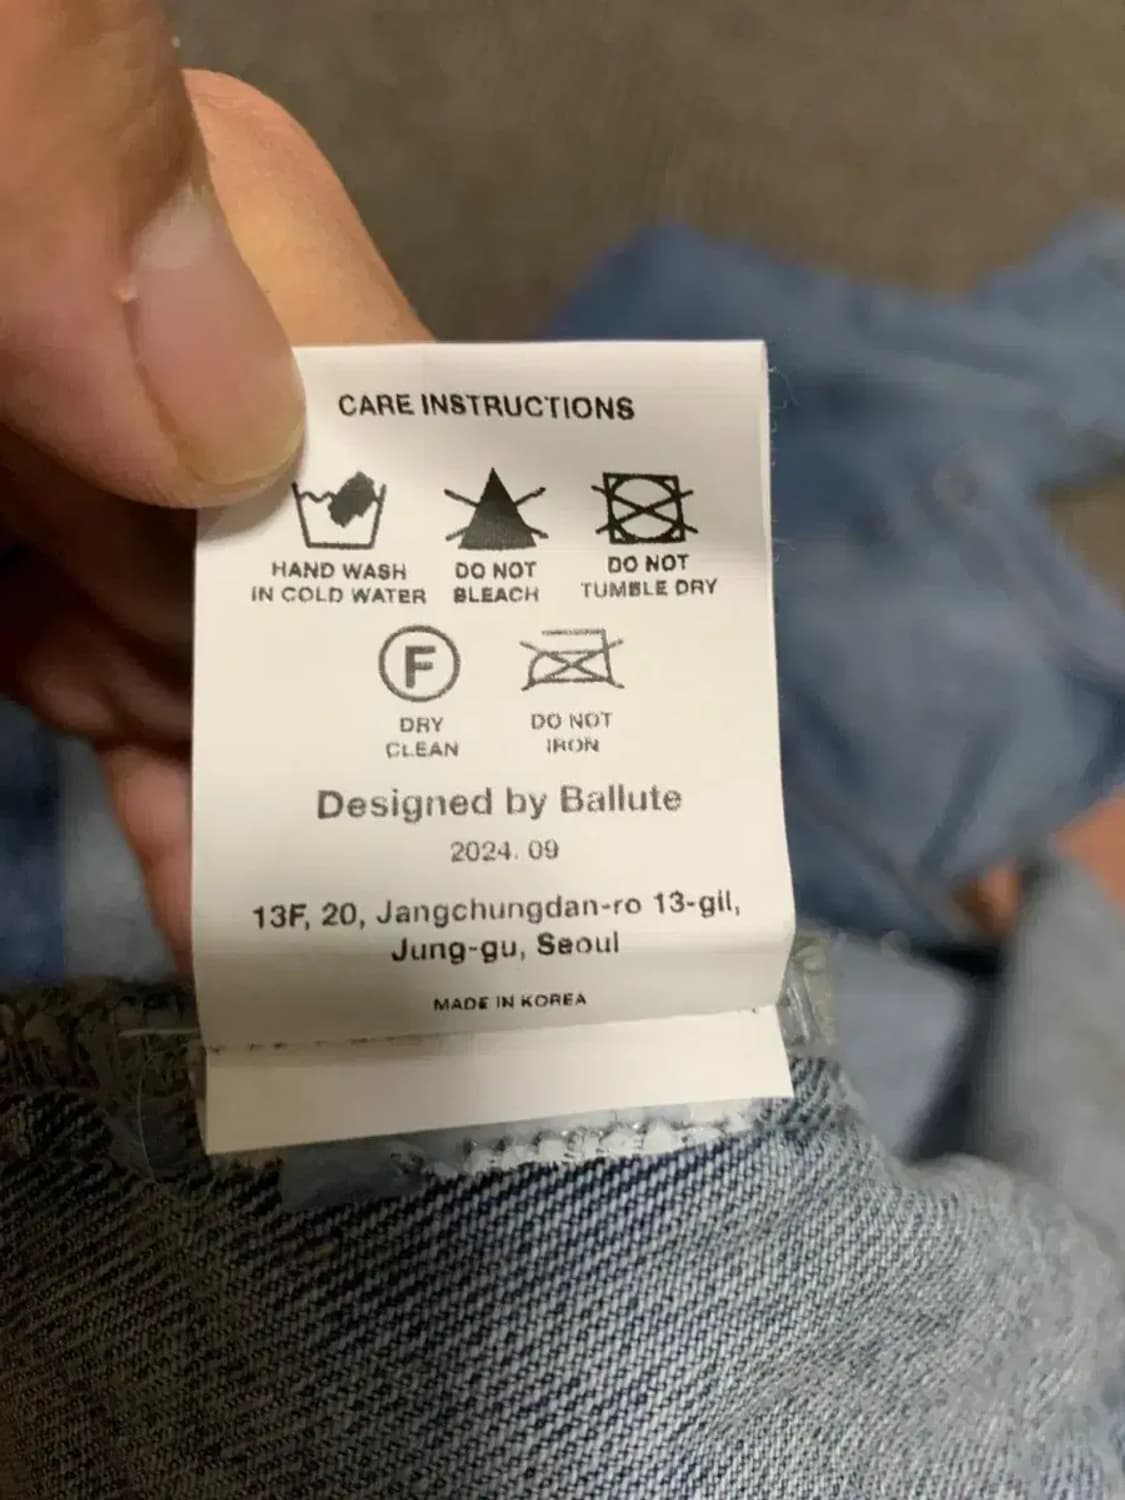 CARE INSTRUCTIONS
HAND WASH
IN COLD WATER
DO NOT
BLEACH
DO NOT
TUMBLE DRY
F
DRY
CLEAN
DO NOT
IRON
Designed by Ballute
2024. 09
13F, 20, Jangchungdan-ro 13-gil,
Jung-gu, Seoul
MADE IN KOREA